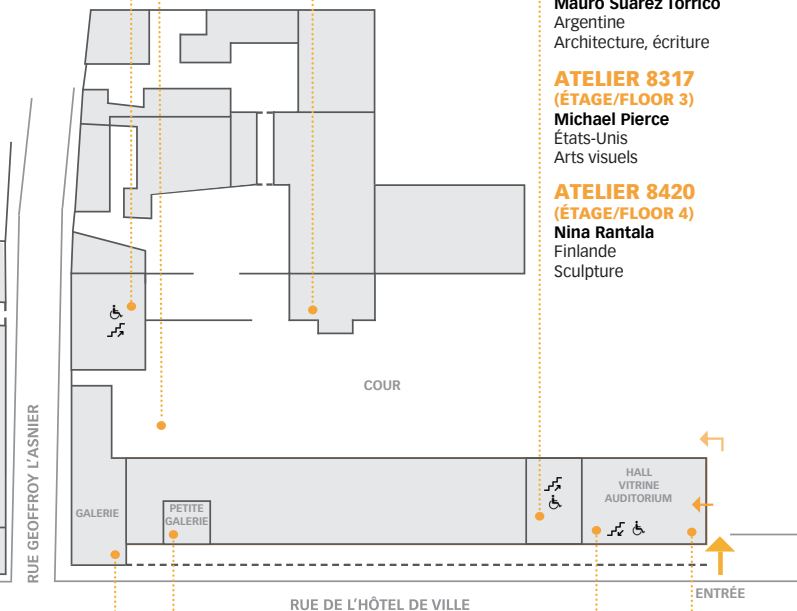 Mauro Suárez Torrico
Argentine
Architecture, écriture
ATELIER 8317
(ÉTAGE/FLOOR 3)
Michael Pierce
États-Unis
Arts visuels
ATELIER 8420
(ÉTAGE/FLOOR 4)
Nina Rantala
Finlande
Sculpture
COUR
RUE GEOFFROY L'ASNIER
GALERIE
PETITE
GALERIE
HALL
VITRINE
AUDITORIUM
ENTRÉE
RUE DE L'HÔTEL DE VILLE